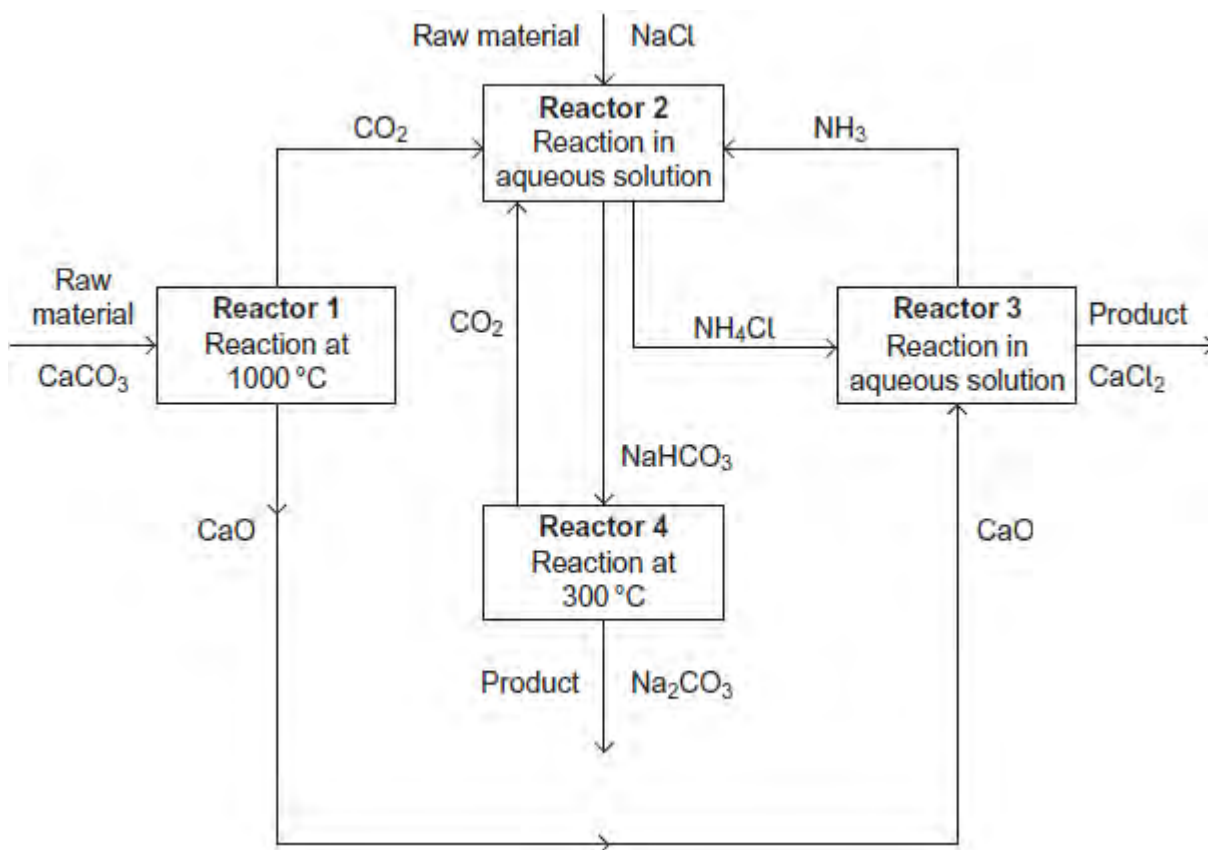 Raw material NaCl
Reactor 2
Reaction in
aqueous solution
CO₂
NH₃
Raw
material
CaCO₃
Reactor 1
Reaction at
1000 °C
CO₂
NH₄Cl
Reactor 3
Reaction in
aqueous solution
Product
CaCl₂
NaHCO₃
CaO
Reactor 4
Reaction at
300 °C
CaO
Product Na₂CO₃